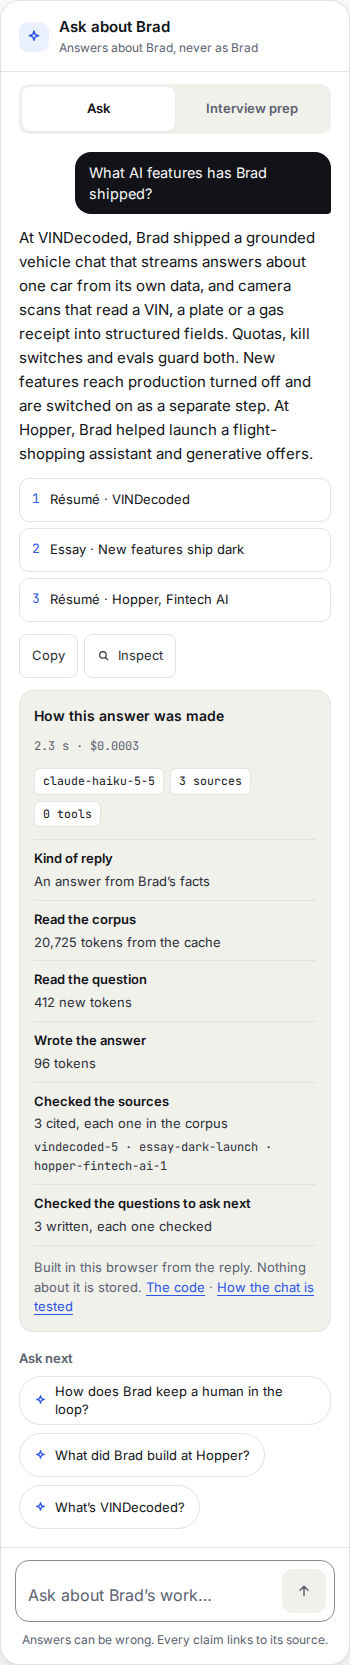 Ask about Brad
Answers about Brad, never as Brad
Ask
Interview prep
What AI features has Brad
shipped?
At VINDecoded, Brad shipped a grounded
vehicle chat that streams answers about
one car from its own data, and camera
scans that read a VIN, a plate or a gas
receipt into structured fields. Quotas, kill
switches and evals guard both. New
features reach production turned off and
are switched on as a separate step. At
Hopper, Brad helped launch a flight-
shopping assistant and generative offers.
1 Résumé · VINDecoded
2 Essay · New features ship dark
3 Résumé · Hopper, Fintech AI
Copy
Inspect
How this answer was made
2.3 s · $0.0003
claude-haiku-5-5
3 sources
0 tools
Kind of reply
An answer from Brad’s facts
Read the corpus
20,725 tokens from the cache
Read the question
412 new tokens
Wrote the answer
96 tokens
Checked the sources
3 cited, each one in the corpus
vindecoded-5 · essay-dark-launch ·
hopper-fintech-ai-1
Checked the questions to ask next
3 written, each one checked
Built in this browser from the reply. Nothing
about it is stored. The code · How the chat is
tested
Ask next
How does Brad keep a human in the
loop?
What did Brad build at Hopper?
What’s VINDecoded?
Ask about Brad’s work…
Answers can be wrong. Every claim links to its source.